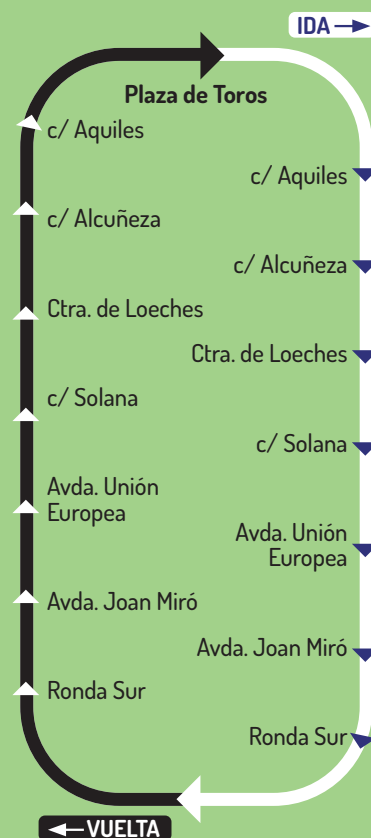 IDA
Plaza de Toros
c/ Aquiles
c/ Alcuñeza
Ctra. de Loeches
c/ Solana
Avda. Unión
Europea
Avda. Joan Miró
Ronda Sur
c/ Aquiles
c/ Alcuñeza
Ctra. de Loeches
c/ Solana
Avda. Unión
Europea
Avda. Joan Miró
Ronda Sur
VUELTA